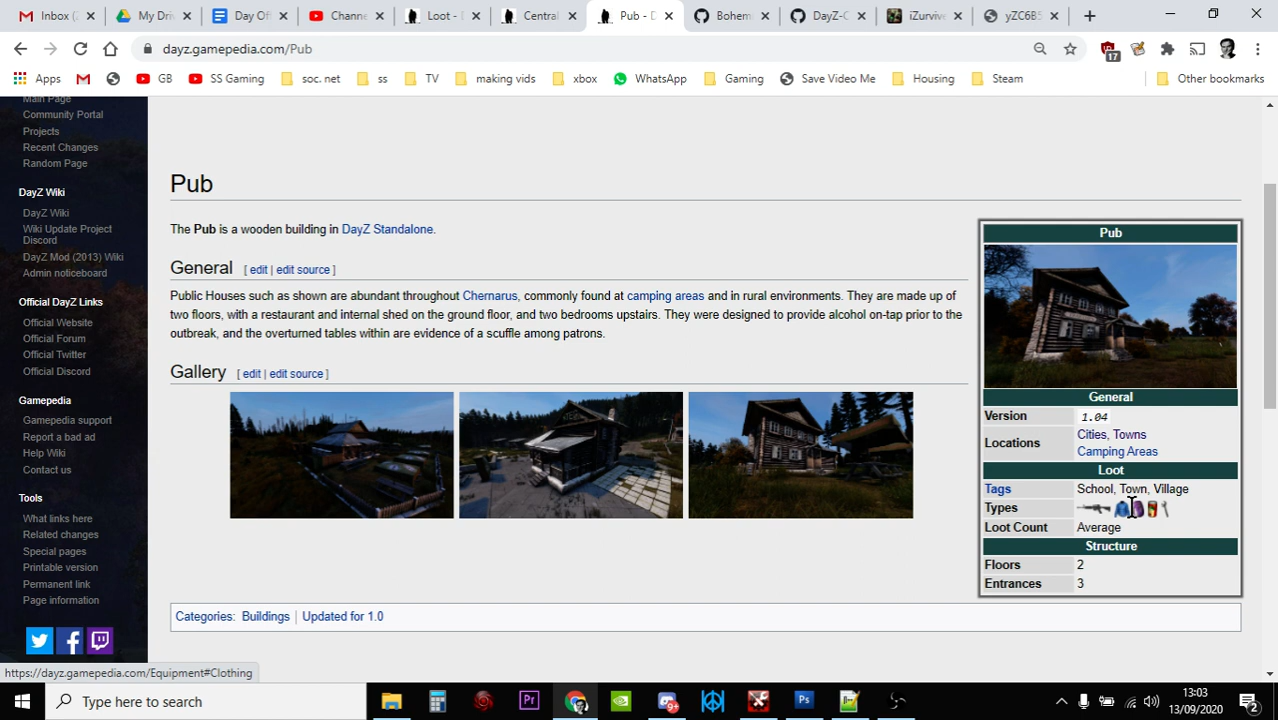 Inbox (2
My Driv
Day Off
Channe
Loot - D
Central
Pub - D
Bohem
DayZ-C
iZurvive
yZC6B5
dayz.gamepedia.com/Pub
17
Apps
GB
SS Gaming
soc. net
ss
TV
making vids
xbox
WhatsApp
Gaming
Save Video Me
Housing
Steam
Other bookmarks
Main Page
Community Portal
Projects
Recent Changes
Random Page
DayZ Wiki
DayZ Wiki
Wiki Update Project
Discord
DayZ Mod (2013) Wiki
Admin noticeboard
Official DayZ Links
Official Website
Official Forum
Official Twitter
Official Discord
Gamepedia
Gamepedia support
Report a bad ad
Help Wiki
Contact us
Tools
What links here
Related changes
Special pages
Printable version
Permanent link
Page information
Pub
The Pub is a wooden building in DayZ Standalone.
General [ edit | edit source ]
Public Houses such as shown are abundant throughout Chernarus, commonly found at camping areas and in rural environments. They are made up of
two floors, with a restaurant and internal shed on the ground floor, and two bedrooms upstairs. They were designed to provide alcohol on-tap prior to the
outbreak, and the overturned tables within are evidence of a scuffle among patrons.
Gallery [ edit | edit source ]
Pub
General
Version 1.04
Locations Cities, Towns
Camping Areas
Loot
Tags School, Town, Village
Types
Loot Count Average
Structure
Floors 2
Entrances 3
Categories: Buildings | Updated for 1.0
https://dayz.gamepedia.com/Equipment#Clothing
Type here to search
Pr
9+
Ps
13:03
13/09/2020
2